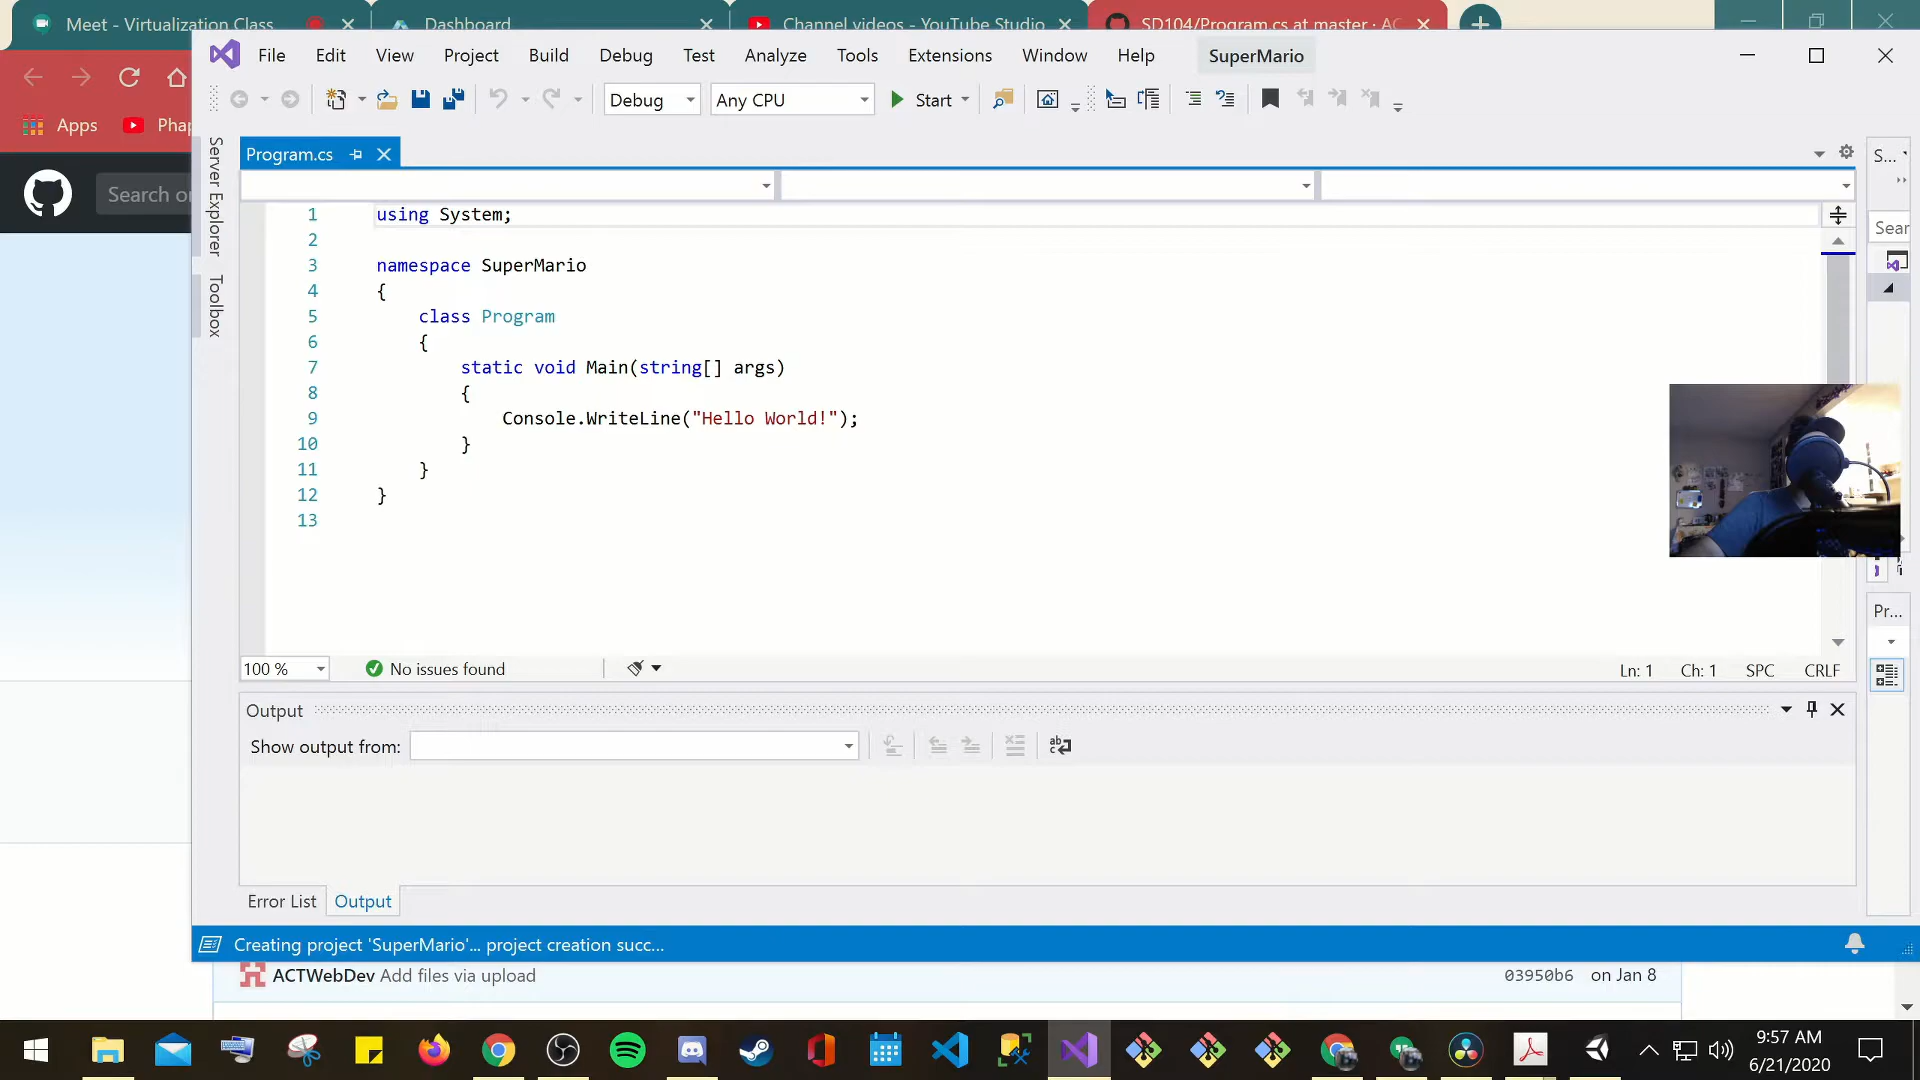 Meet - Virtualization Class
Dashboard
Channel videos - YouTube Studio
SD104/Program.cs at master · AC
File Edit View Project Build Debug Test Analyze Tools Extensions Window Help SuperMario
Debug Any CPU Start
Apps
Phap
Search or
Server Explorer
Toolbox
Program.cs
S...
Sear
1 using System;
2
3 namespace SuperMario
4 {
5 class Program
6 {
7 static void Main(string[] args)
8 {
9 Console.WriteLine("Hello World!");
10 }
11 }
12 }
13
Pr...
100 % No issues found Ln: 1 Ch: 1 SPC CRLF
Output
Show output from:
Error List Output
Creating project 'SuperMario'... project creation succ...
ACTWebDev Add files via upload 03950b6 on Jan 8
9:57 AM
6/21/2020